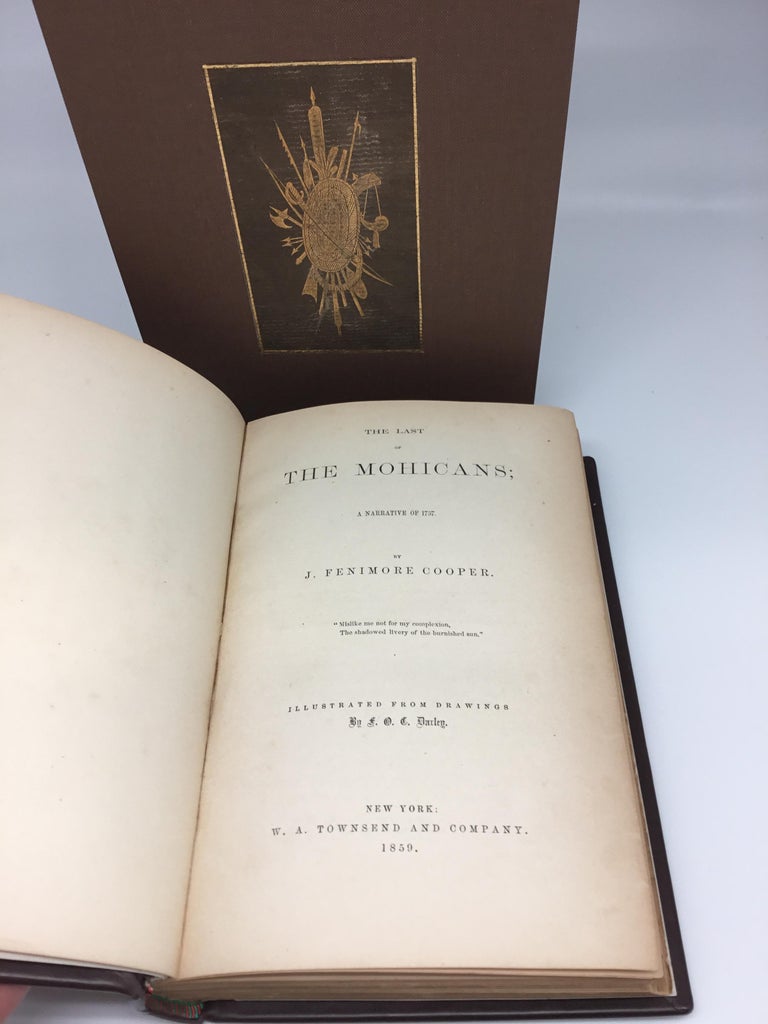 THE LAST
OF
THE MOHICANS;
A NARRATIVE OF 1757.
BY
J. FENIMORE COOPER.
"Mislike me not for my complexion,
The shadowed livery of the burnished sun."
ILLUSTRATED FROM DRAWINGS
By F. O. C. Darley.
NEW YORK:
W. A. TOWNSEND AND COMPANY.
1859.